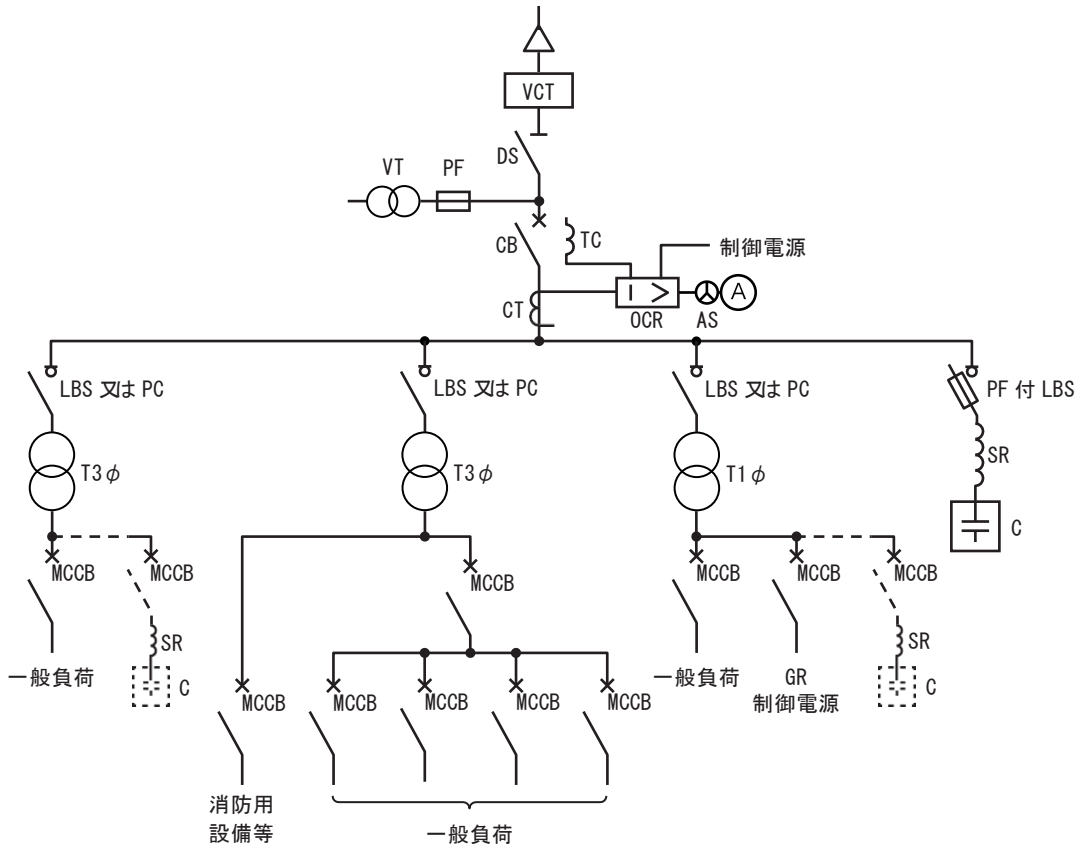 VCT
DS
VT
PF
CB
TC
制御電源
CT
OCR
AS
A
LBS 又は PC
LBS 又は PC
LBS 又は PC
PF 付 LBS
T3φ
T3φ
T1φ
SR
C
MCCB
MCCB
MCCB
MCCB
MCCB
MCCB
SR
C
SR
C
一般負荷
一般負荷
GR
制御電源
MCCB
MCCB
MCCB
MCCB
MCCB
消防用
設備等
一般負荷